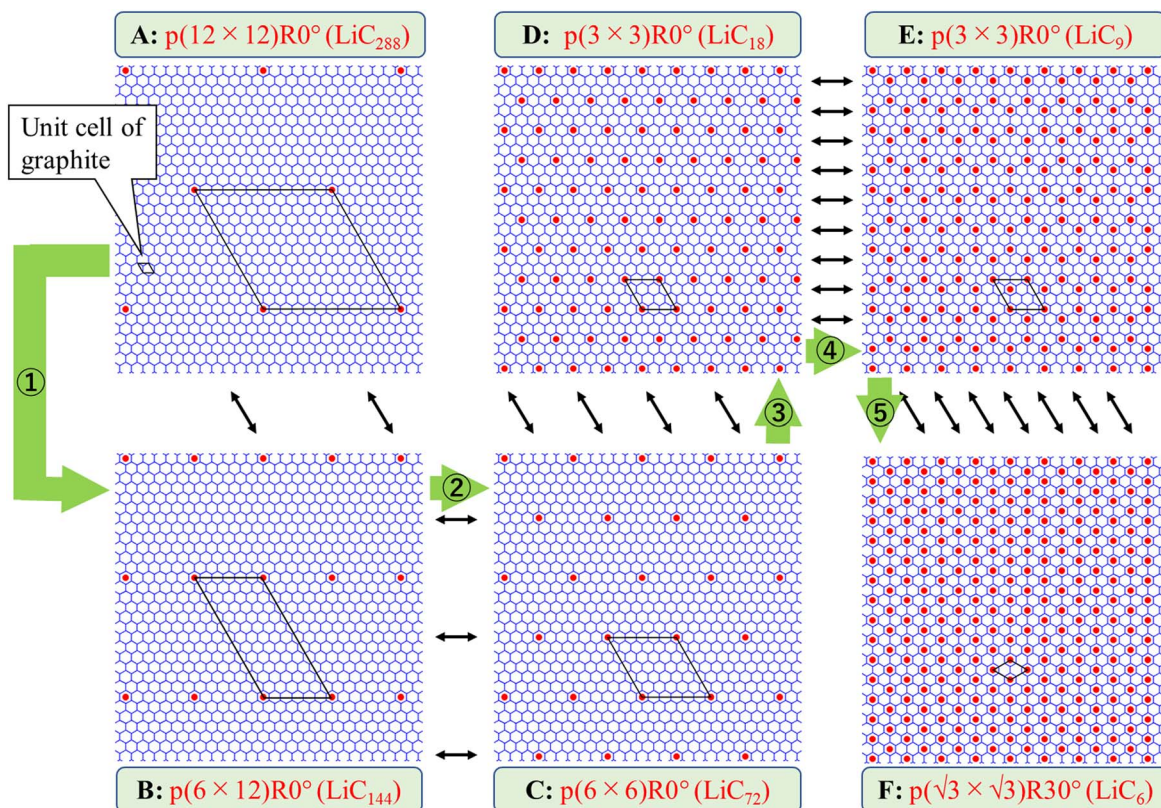 A: p(12 × 12)R0° (LiC₂₈₈)
D: p(3 × 3)R0° (LiC₁₈)
E: p(3 × 3)R0° (LiC₉)
Unit cell of
graphite
①
②
③
④
⑤
B: p(6 × 12)R0° (LiC₁₄₄)
C: p(6 × 6)R0° (LiC₇₂)
F: p(√3 × √3)R30° (LiC₆)